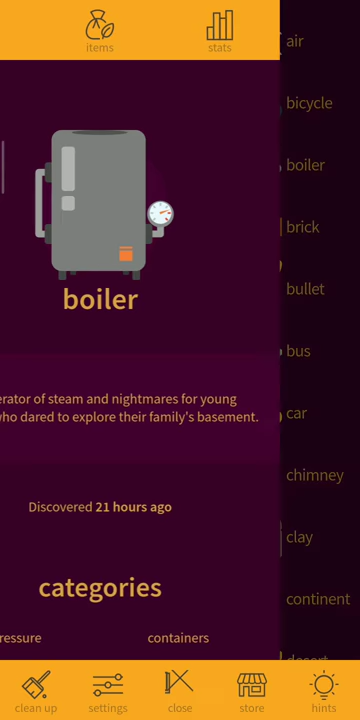 items
stats
boiler
erator of steam and nightmares for young
who dared to explore their family's basement.
Discovered 21 hours ago
categories
ressure
containers
air
bicycle
boiler
brick
bullet
bus
car
chimney
clay
continent
desert
clean up
settings
close
store
hints